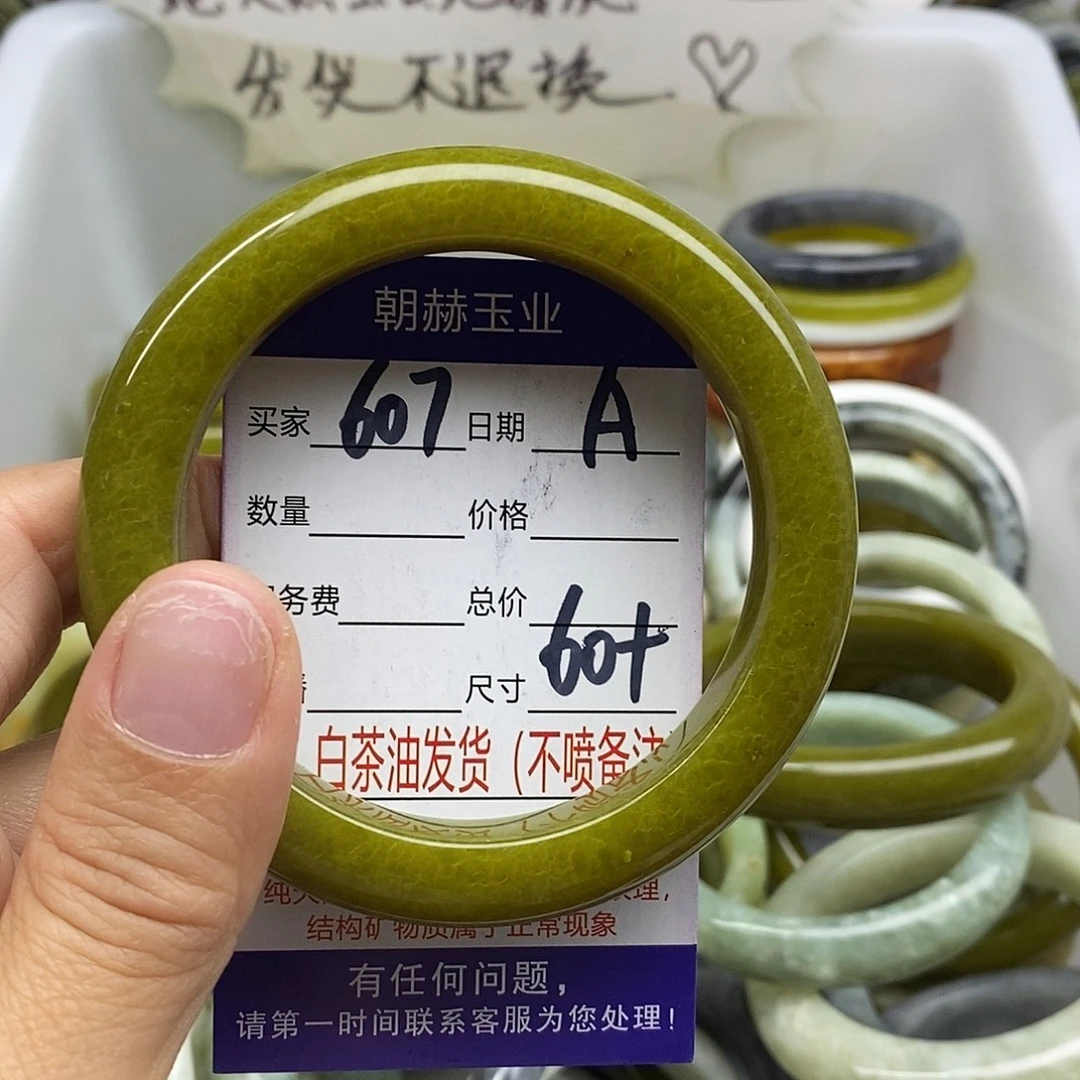 发货不退换
朝赫玉业
买家 607 日期 A
数量 价格
务费 总价
尺寸 60+
白茶油发货（不喷备注
结构矿物质属于正常现象
有任何问题，
请第一时间联系客服为您处理！